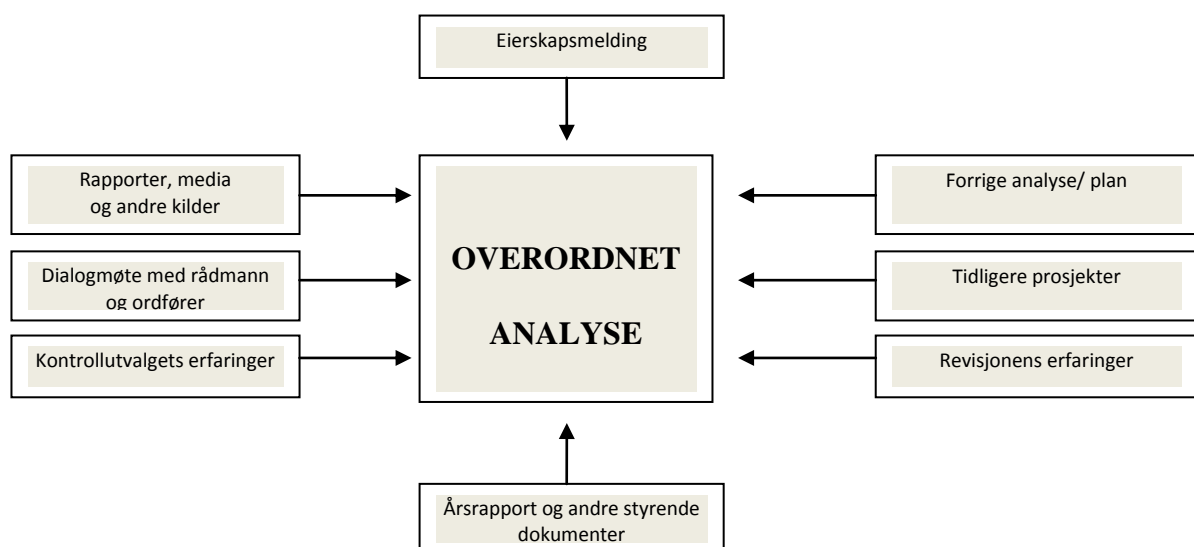 Eierskapsmelding
Rapporter, media
og andre kilder
Dialogmøte med rådmann
og ordfører
Kontrollutvalgets erfaringer
OVERORDNET
ANALYSE
Forrige analyse/ plan
Tidligere prosjekter
Revisjonens erfaringer
Årsrapport og andre styrende
dokumenter